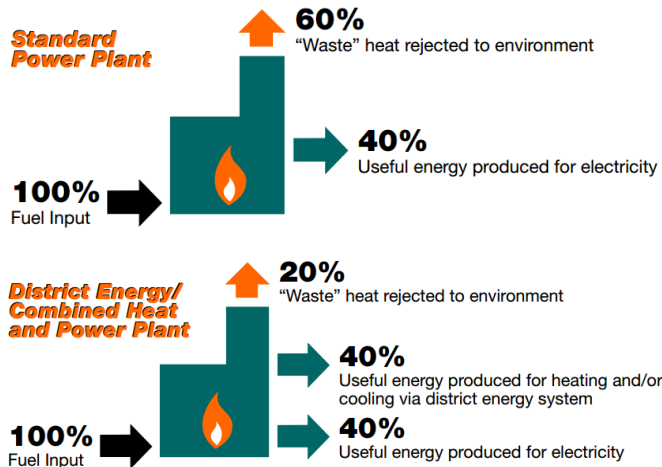 Standard
Power Plant
60%
“Waste” heat rejected to environment
40%
Useful energy produced for electricity
100%
Fuel Input
District Energy/
Combined Heat
and Power Plant
20%
“Waste” heat rejected to environment
40%
Useful energy produced for heating and/or
cooling via district energy system
40%
Useful energy produced for electricity
100%
Fuel Input